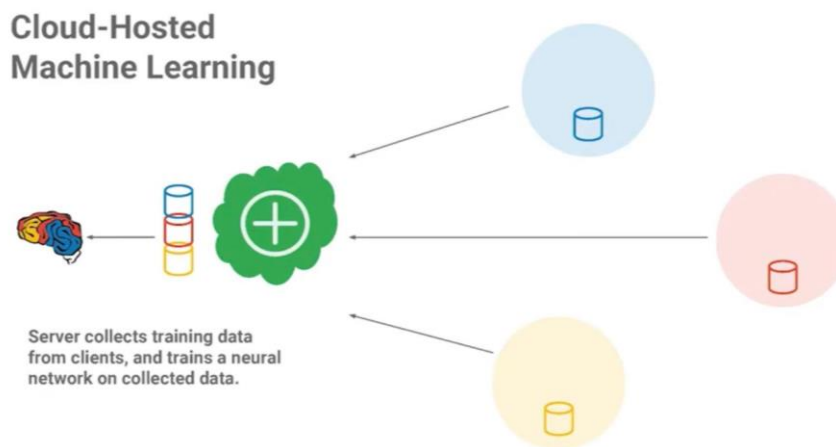 Cloud-Hosted
Machine Learning
Server collects training data
from clients, and trains a neural
network on collected data.